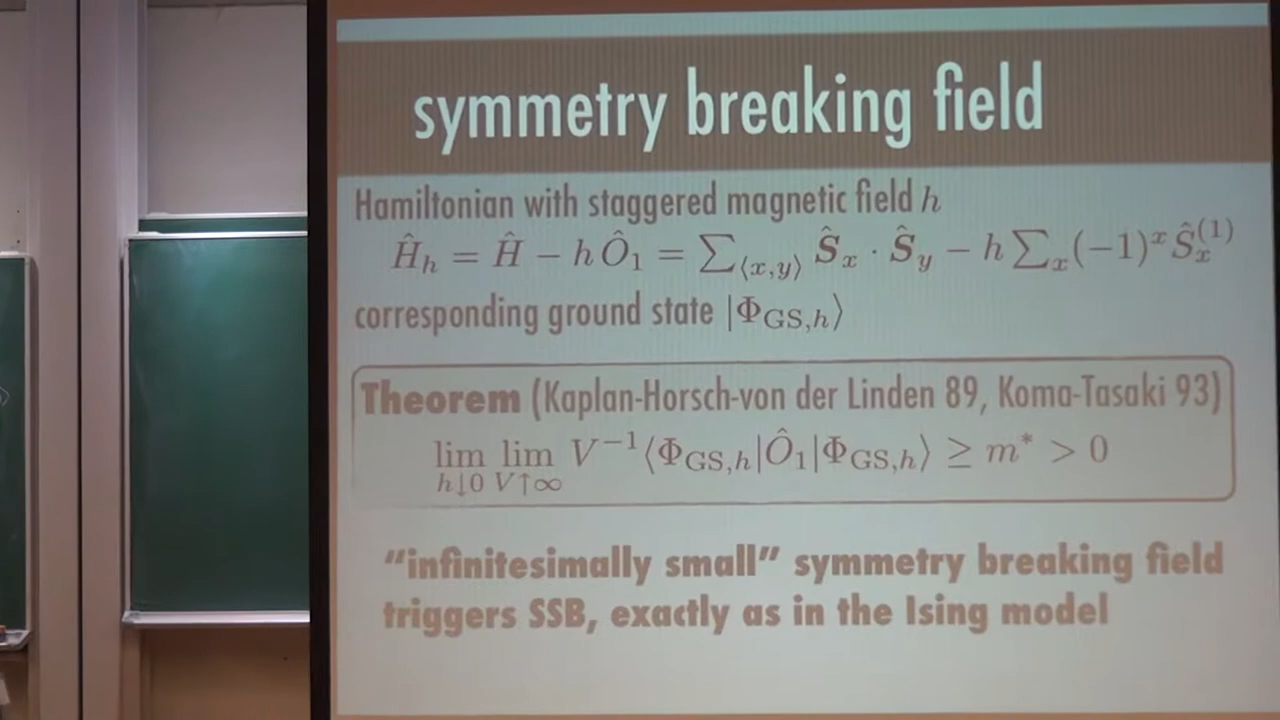 symmetry breaking field
Hamiltonian with staggered magnetic field h
Ĥ_h = Ĥ − h Ô_1 = ∑_{⟨x,y⟩} Ŝ_x · Ŝ_y − h ∑_x (−1)^x Ŝ_x^{(1)}
corresponding ground state |Φ_{GS,h}⟩
Theorem (Kaplan-Horsch-von der Linden 89, Koma-Tasaki 93)
lim_{h↓0} lim_{V↑∞} V^{−1} ⟨Φ_{GS,h}|Ô_1|Φ_{GS,h}⟩ ≥ m* > 0
“infinitesimally small” symmetry breaking field
triggers SSB, exactly as in the Ising model